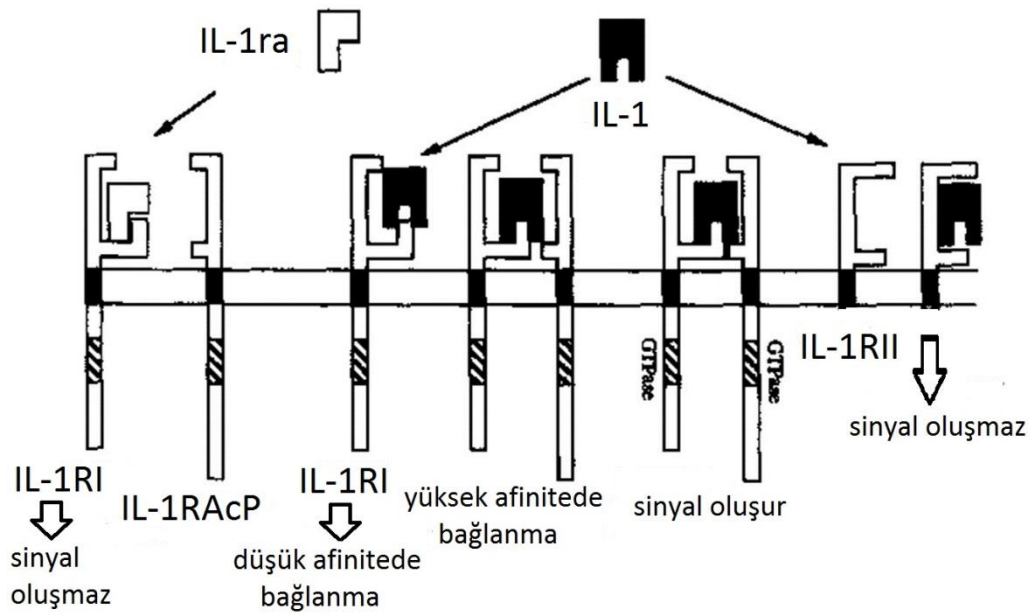 IL-1ra
IL-1
GTPase
GTPase
IL-1RII
sinyal oluşmaz
IL-1RI
IL-1RAcP
IL-1RI
yüksek afinitede
bağlanma
sinyal oluşur
sinyal
oluşmaz
düşük afinitede
bağlanma